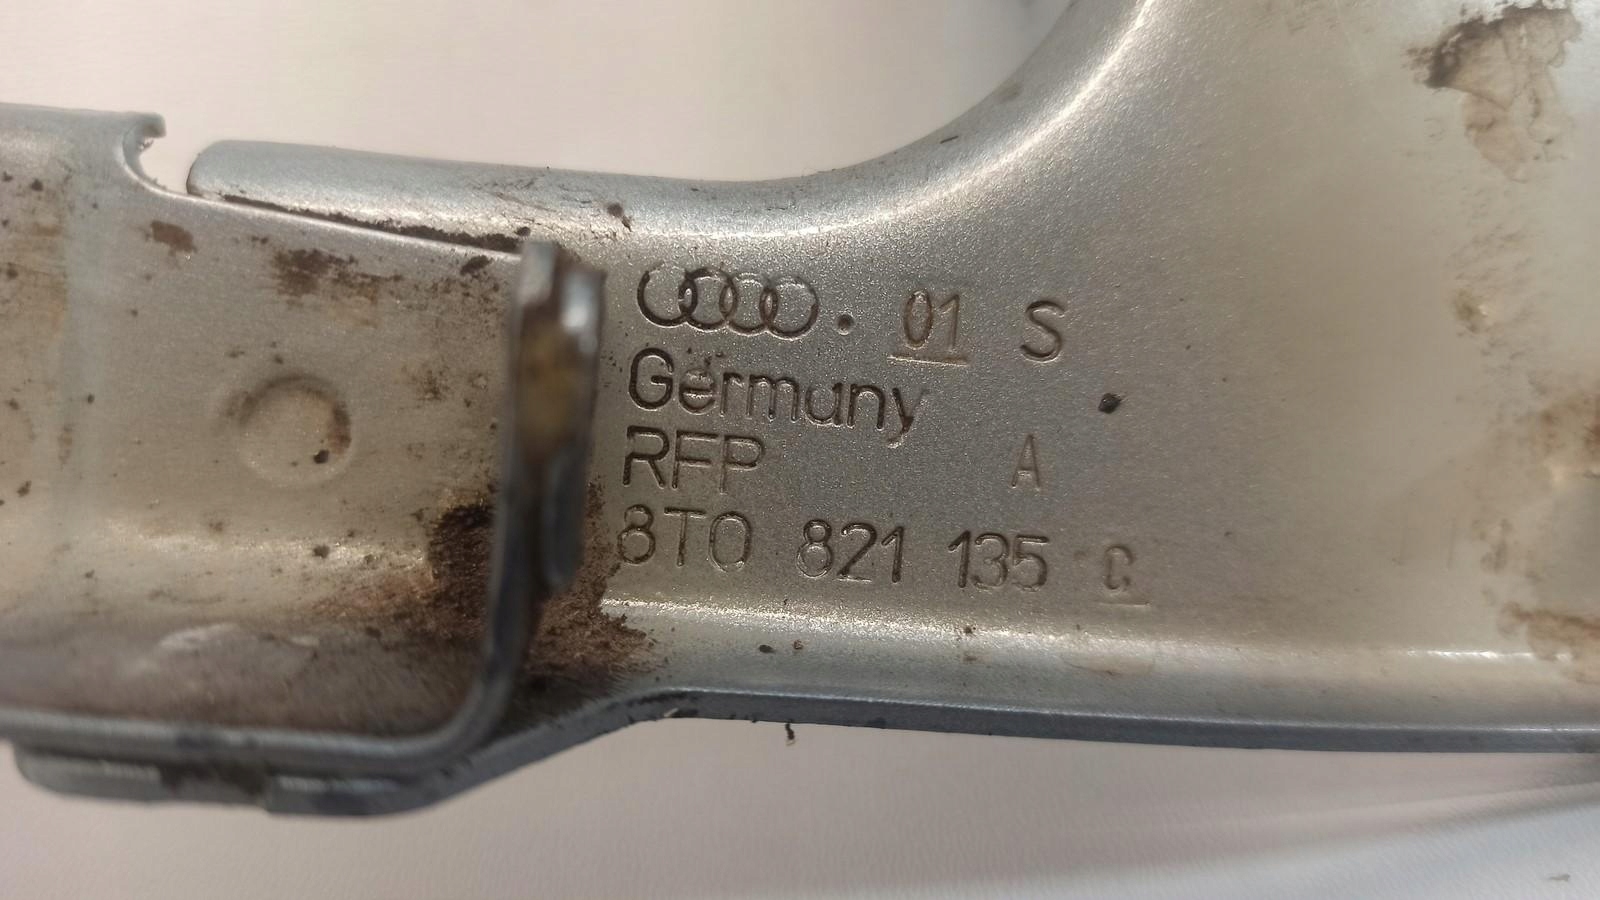 01 S
Germany
RFP A
8T0 821 135 C